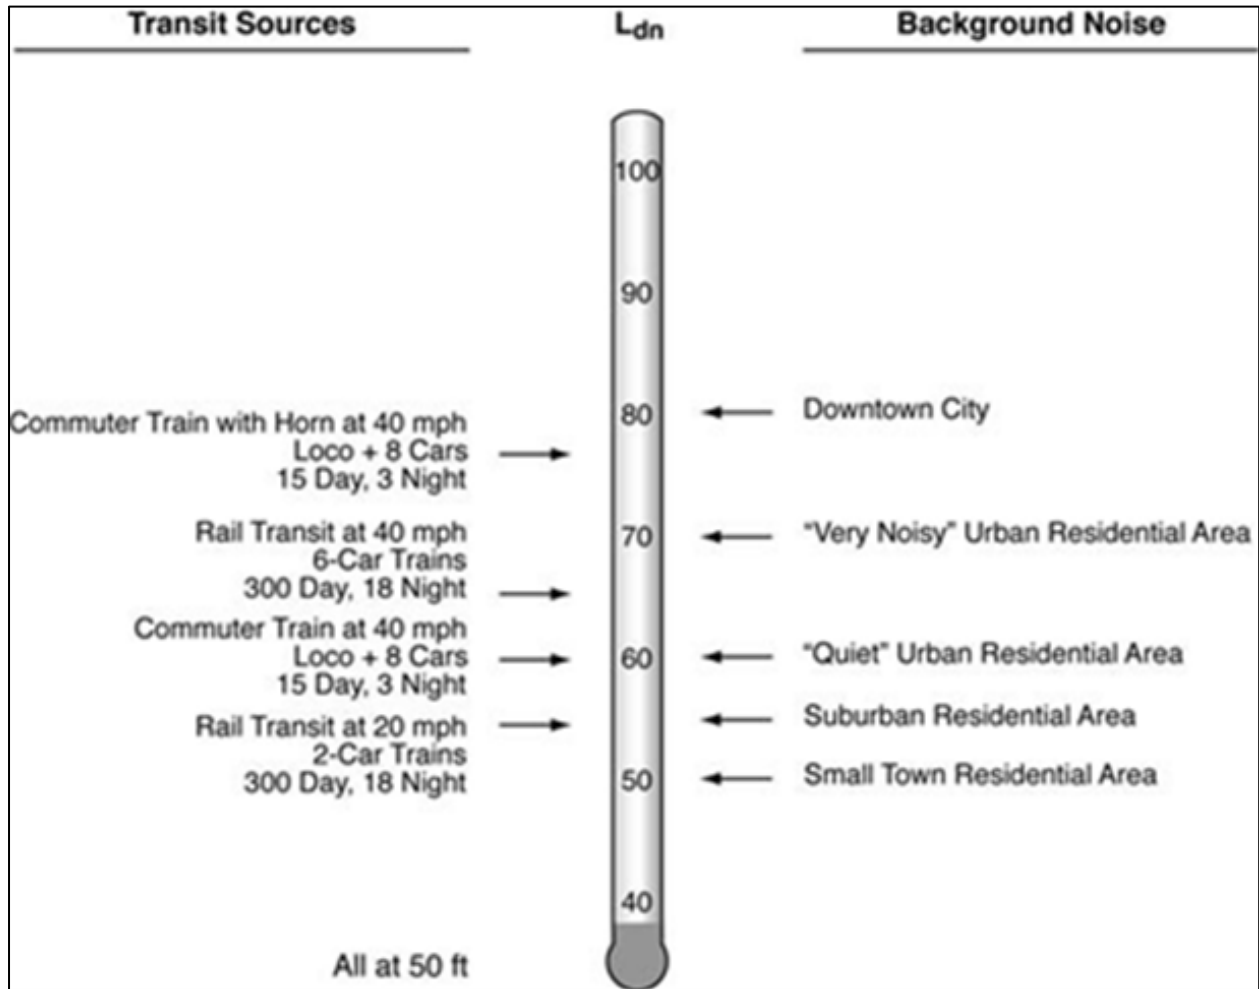 Transit Sources
Ldn
Background Noise
100
90
Commuter Train with Horn at 40 mph
Loco + 8 Cars
15 Day, 3 Night
80
Downtown City
Rail Transit at 40 mph
6-Car Trains
300 Day, 18 Night
70
“Very Noisy” Urban Residential Area
Commuter Train at 40 mph
Loco + 8 Cars
15 Day, 3 Night
60
“Quiet” Urban Residential Area
Rail Transit at 20 mph
2-Car Trains
300 Day, 18 Night
Suburban Residential Area
50
Small Town Residential Area
40
All at 50 ft